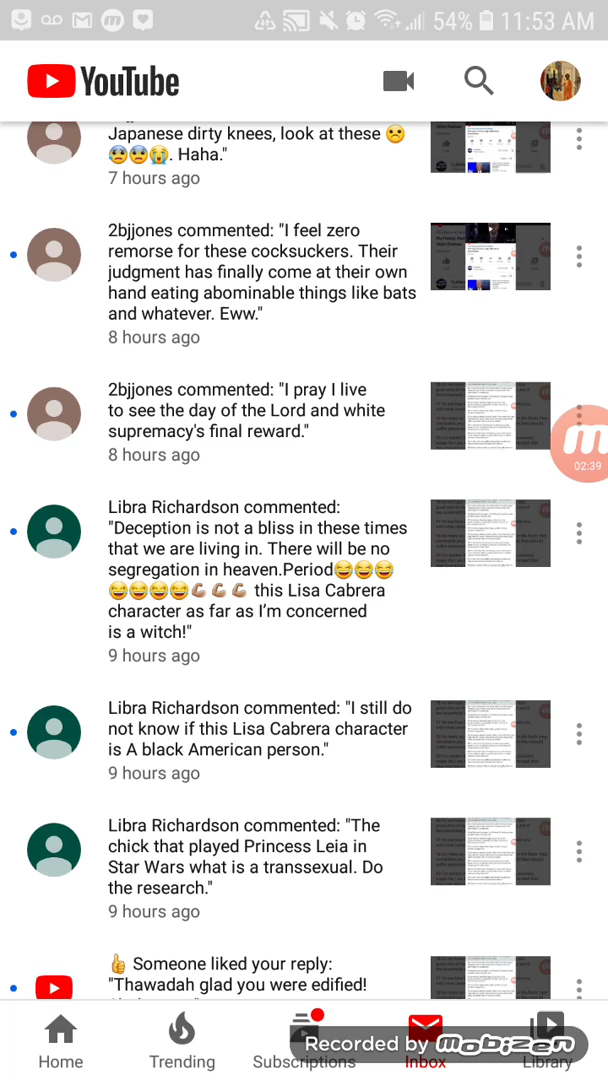 54% 11:53 AM
YouTube
Japanese dirty knees, look at these 😟
😰😰😭. Haha."
7 hours ago
2bjjones commented: "I feel zero
remorse for these cocksuckers. Their
judgment has finally come at their own
hand eating abominable things like bats
and whatever. Eww."
8 hours ago
2bjjones commented: "I pray I live
to see the day of the Lord and white
supremacy's final reward."
8 hours ago
02:39
Libra Richardson commented:
"Deception is not a bliss in these times
that we are living in. There will be no
segregation in heaven.Period😂😂😂
😂😂😂😂💪🏽💪🏽💪🏽 this Lisa Cabrera
character as far as I’m concerned
is a witch!"
9 hours ago
Libra Richardson commented: "I still do
not know if this Lisa Cabrera character
is A black American person."
9 hours ago
Libra Richardson commented: "The
chick that played Princess Leia in
Star Wars what is a transsexual. Do
the research."
9 hours ago
👍 Someone liked your reply:
"Thawadah glad you were edified!
Recorded by mobizen
Home Trending Subscriptions Inbox Library